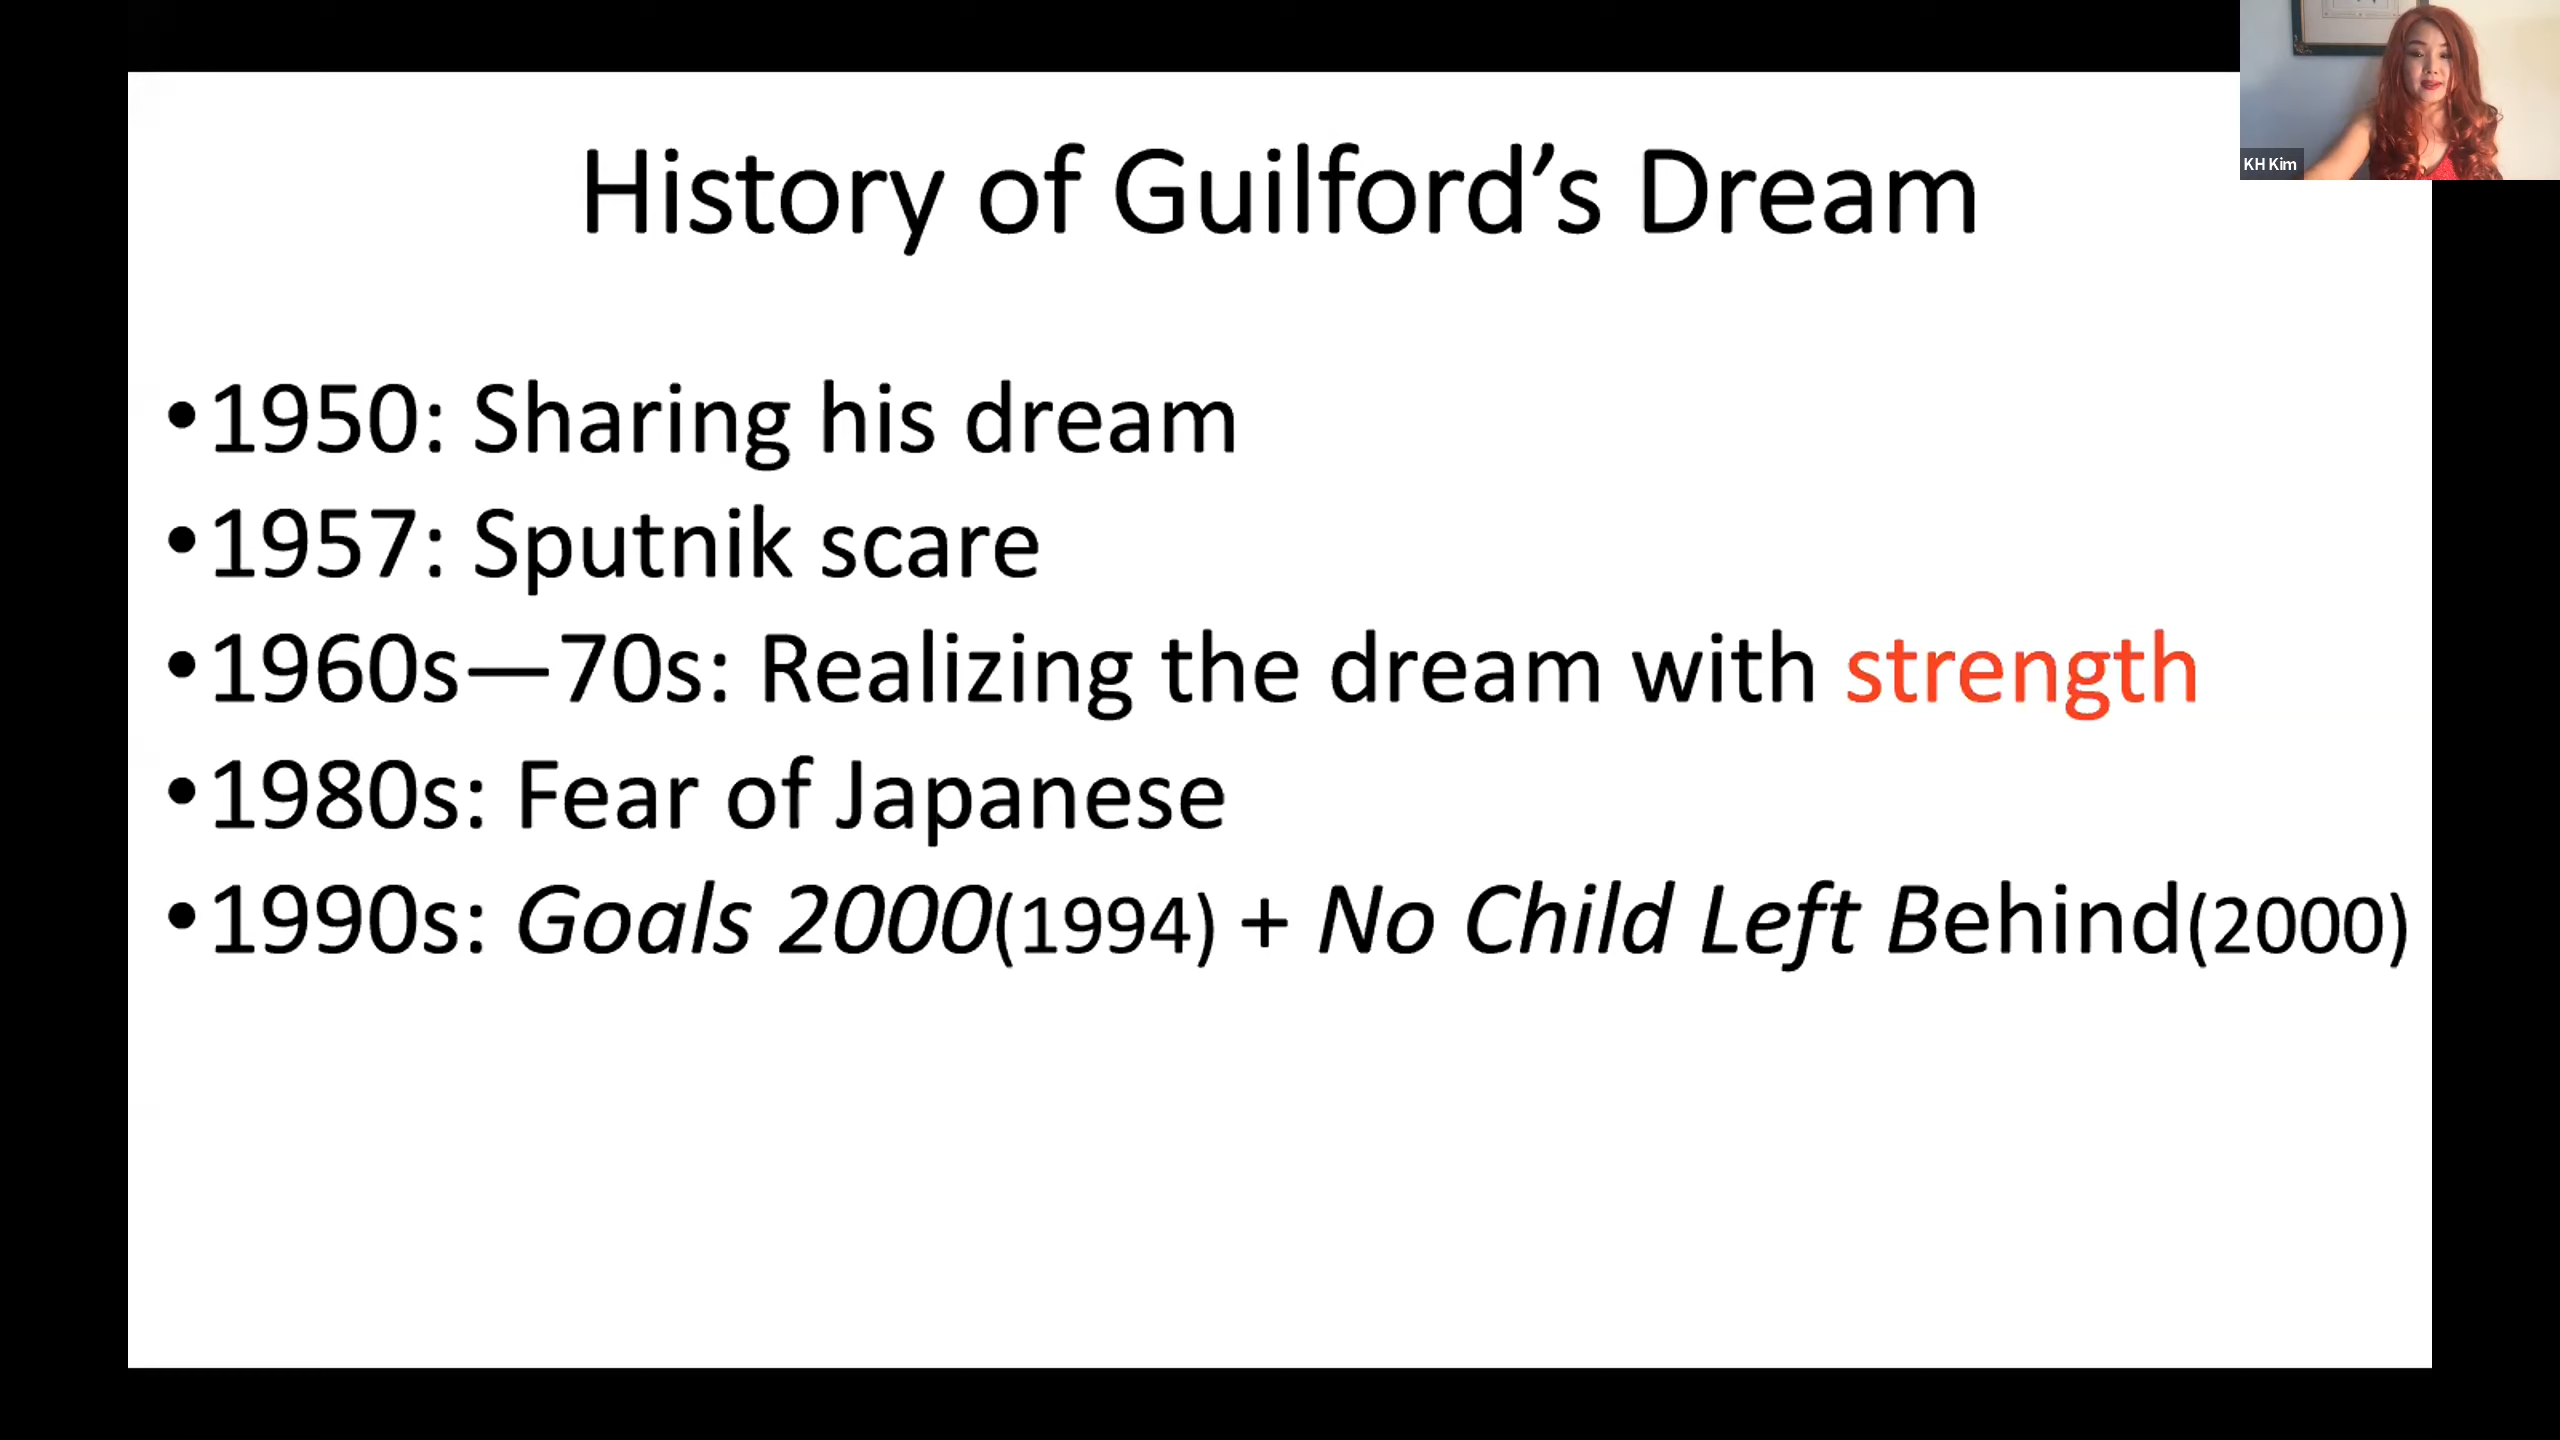 History of Guilford’s Dream
•1950: Sharing his dream
•1957: Sputnik scare
•1960s—70s: Realizing the dream with strength
•1980s: Fear of Japanese
•1990s: Goals 2000(1994) + No Child Left Behind(2000)
KH Kim